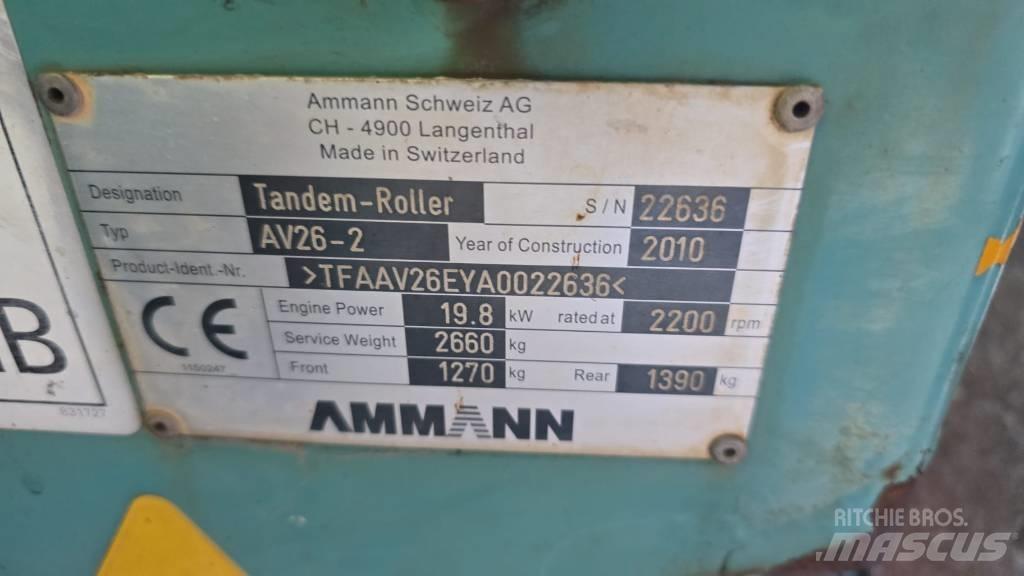 Ammann Schweiz AG
CH - 4900 Langenthal
Made in Switzerland
Designation Tandem-Roller S / N 22636
Typ AV26-2 Year of Construction 2010
Product-Ident.-Nr. >TFAAV26EYA0022636<
CE Engine Power 19.8 kW rated at 2200 rpm
Service Weight 2660 kg
1150247 Front 1270 kg Rear 1390 kg
AMMANN
B
831727
RITCHIE BROS.
MASCUS